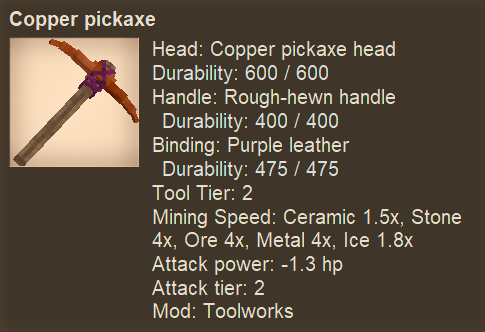 Copper pickaxe
Head: Copper pickaxe head
Durability: 600 / 600
Handle: Rough-hewn handle
Durability: 400 / 400
Binding: Purple leather
Durability: 475 / 475
Tool Tier: 2
Mining Speed: Ceramic 1.5x, Stone
4x, Ore 4x, Metal 4x, Ice 1.8x
Attack power: -1.3 hp
Attack tier: 2
Mod: Toolworks